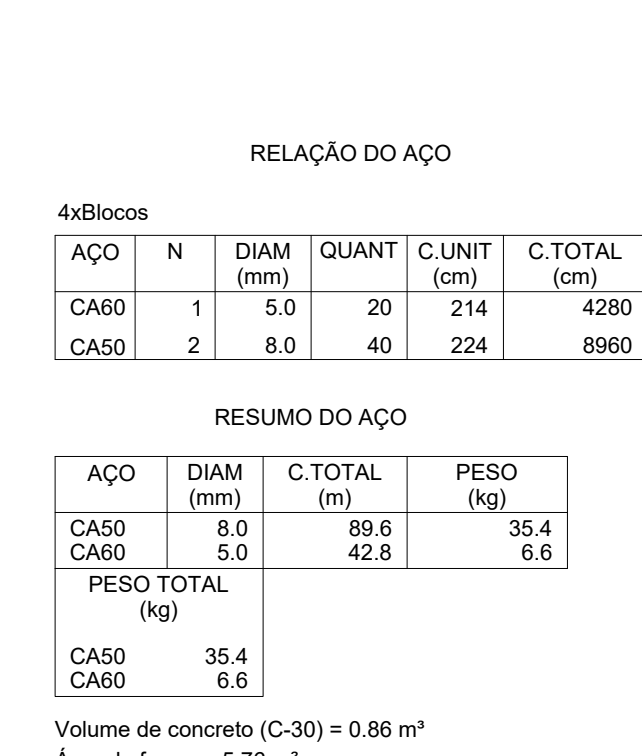 RELAÇÃO DO AÇO
4xBlocos
AÇO N DIAM QUANT C.UNIT C.TOTAL
(mm) (cm) (cm)
CA60 1 5.0 20 214 4280
CA50 2 8.0 40 224 8960
RESUMO DO AÇO
AÇO DIAM C.TOTAL PESO
(mm) (m) (kg)
CA50 8.0 89.6 35.4
CA60 5.0 42.8 6.6
PESO TOTAL
(kg)
CA50 35.4
CA60 6.6
Volume de concreto (C-30) = 0.86 m³